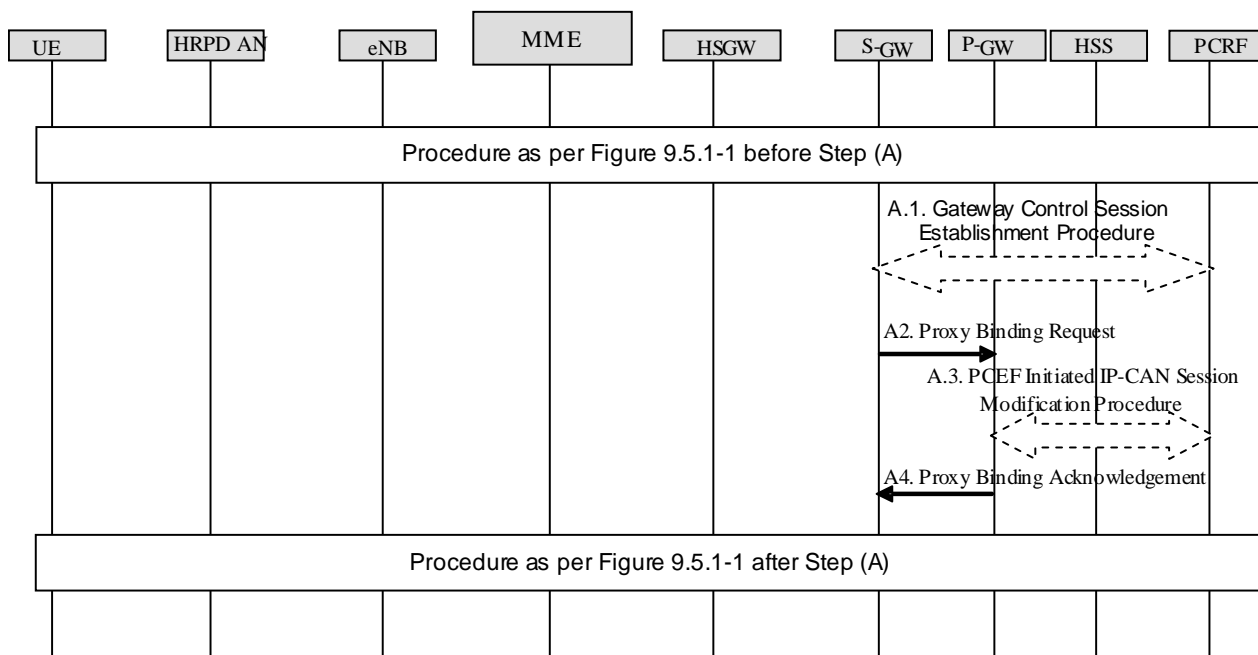 UE
HRPD AN
eNB
MME
HSGW
S-GW
P-GW
HSS
PCRF
Procedure as per Figure 9.5.1-1 before Step (A)
A.1. Gateway Control Session
Establishment Procedure
A2. Proxy Binding Request
A.3. PCEF Initiated IP-CAN Session
Modification Procedure
A4. Proxy Binding Acknowledgement
Procedure as per Figure 9.5.1-1 after Step (A)